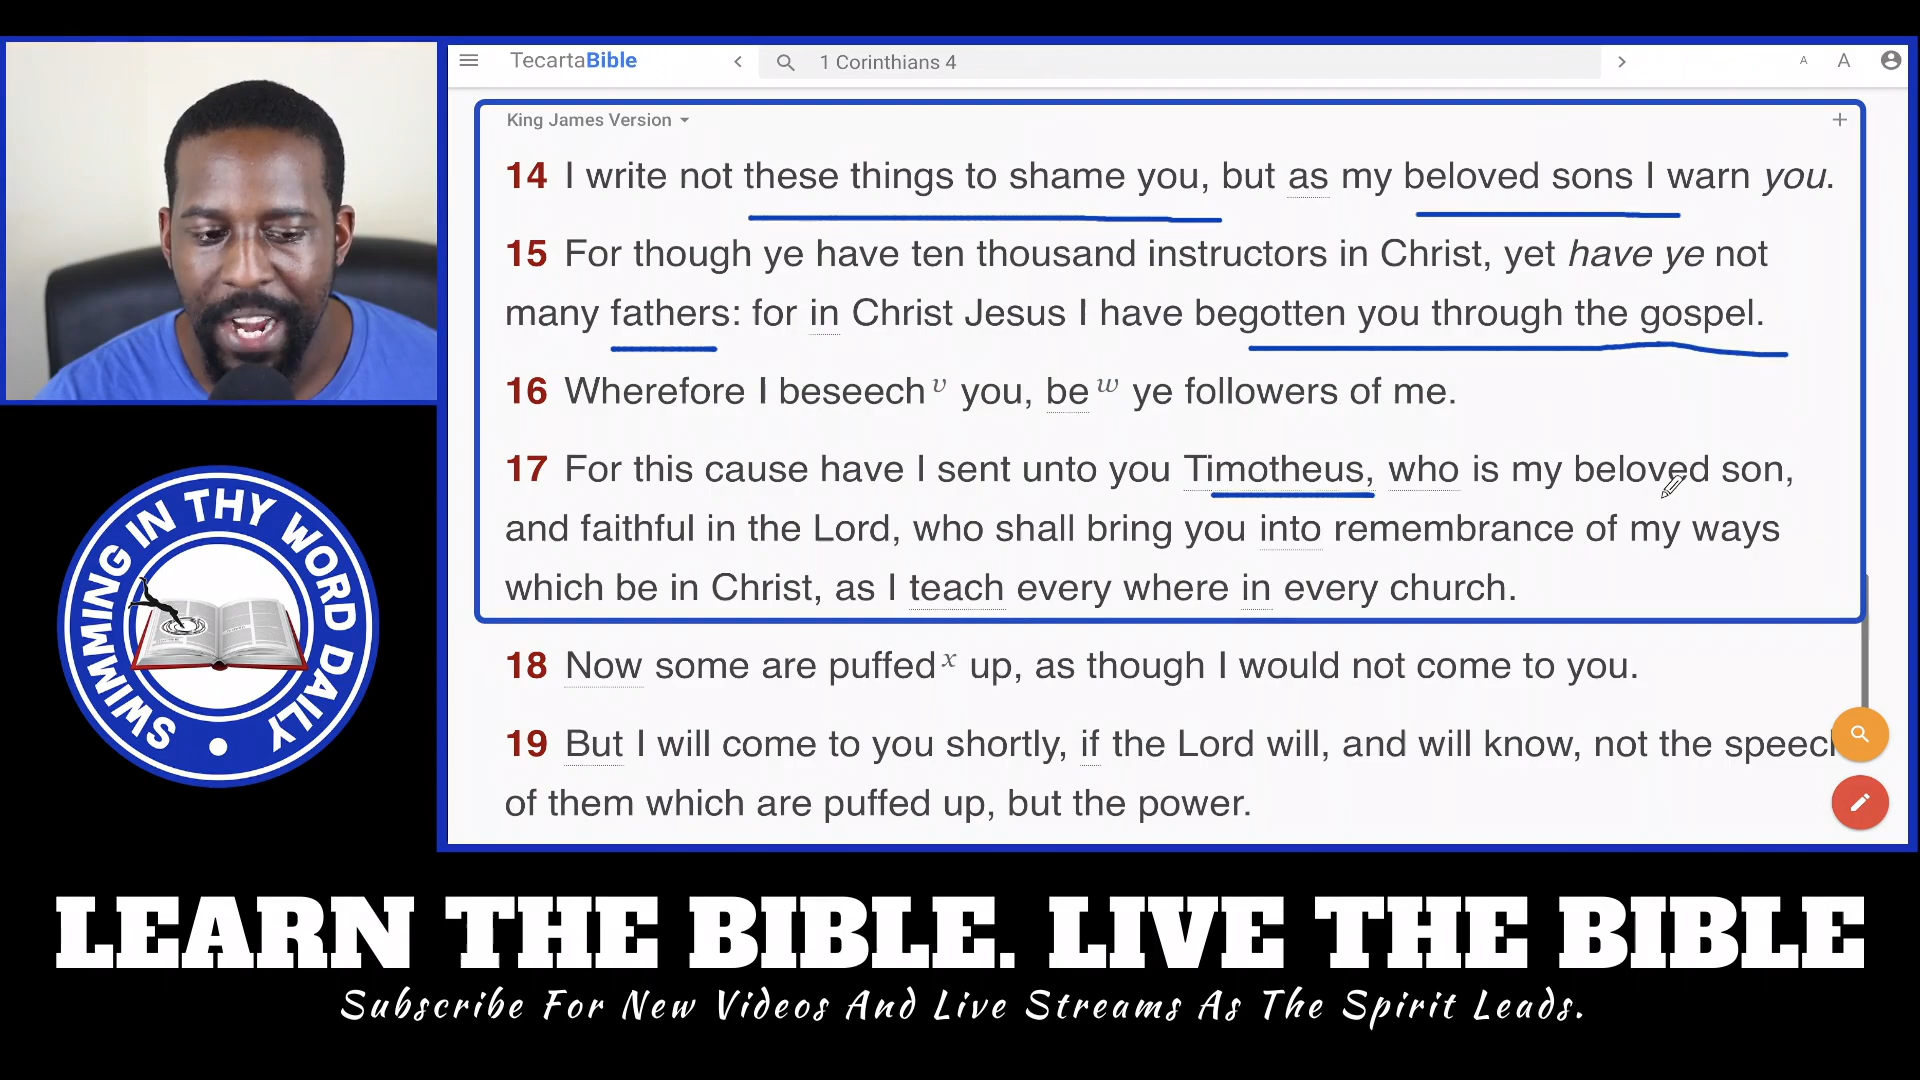 TecartaBible
1 Corinthians 4
A A
King James Version
14 I write not these things to shame you, but as my beloved sons I warn you.
15 For though ye have ten thousand instructors in Christ, yet have ye not
many fathers: for in Christ Jesus I have begotten you through the gospel.
16 Wherefore I beseech v you, be w ye followers of me.
17 For this cause have I sent unto you Timotheus, who is my beloved son,
and faithful in the Lord, who shall bring you into remembrance of my ways
which be in Christ, as I teach every where in every church.
18 Now some are puffed x up, as though I would not come to you.
19 But I will come to you shortly, if the Lord will, and will know, not the speech
of them which are puffed up, but the power.
SWIMMING IN THY WORD DAILY
LEARN THE BIBLE. LIVE THE BIBLE
Subscribe For New Videos And Live Streams As The Spirit Leads.